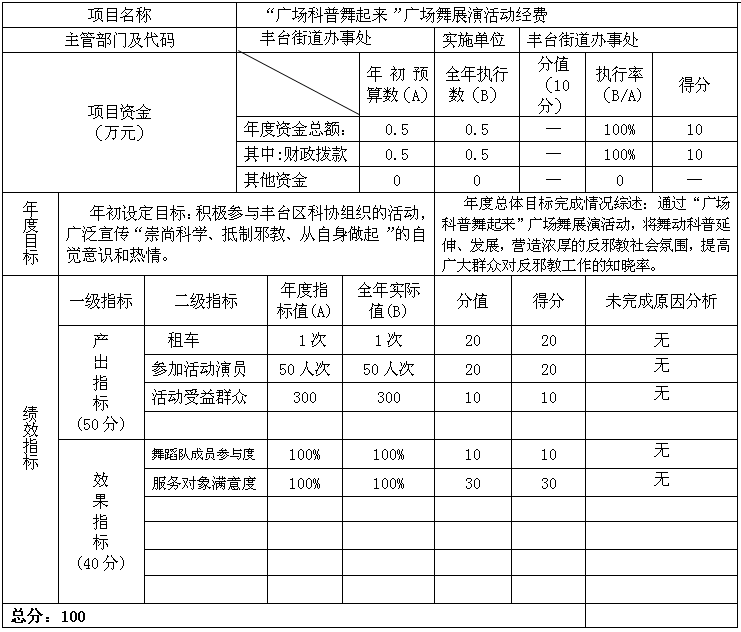 项目名称 “广场科普舞起来 ”广场舞展演活动经费
主管部门及代码 丰台街道办事处 实施单位 丰台街道办事处
项目资金
（万元）
年 初 预
算数（A） 全年执行
数（B） 分值
（10
分） 执行率
（B/A） 得分
年度资金总额： 0.5 0.5 — 100% 10
其中:财政拨款 0.5 0.5 — 100% 10
其他资金 0 0 — 0 —
年度目标
年初设定目标：积极参与丰台区科协组织的活动，
广泛宣传“崇尚科学、抵制邪教、从自身做起 ”的自
觉意识和热情。
年度总体目标完成情况综述：通过“广场
科普舞起来”广场舞展演活动，将舞动科普延
伸、发展，营造浓厚的反邪教社会氛围，提高
广大群众对反邪教工作的知晓率。
绩效指标
一级指标 二级指标 年度指
标值(A) 全年实际
值(B) 分值 得分 未完成原因分析
产
出
指
标
(50分)
租车 1次 1次 20 20 无
参加活动演员 50人次 50人次 20 20 无
活动受益群众 300 300 10 10 无
效
果
指
标
(40分)
舞蹈队成员参与度 100% 100% 10 10 无
服务对象满意度 100% 100% 30 30 无
总分：100